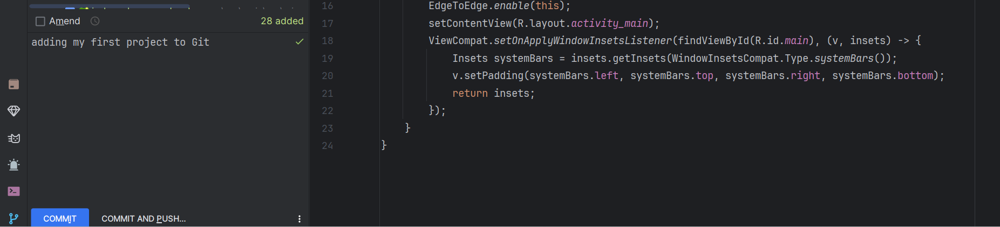 Amend 28 added
adding my first project to Git
COMMIT COMMIT AND PUSH...
16 EdgeToEdge.enable(this);
17 setContentView(R.layout.activity_main);
18 ViewCompat.setOnApplyWindowInsetsListener(findViewById(R.id.main), (v, insets) -> {
19 Insets systemBars = insets.getInsets(WindowInsetsCompat.Type.systemBars());
20 v.setPadding(systemBars.left, systemBars.top, systemBars.right, systemBars.bottom);
21 return insets;
22 });
23 }
24 }